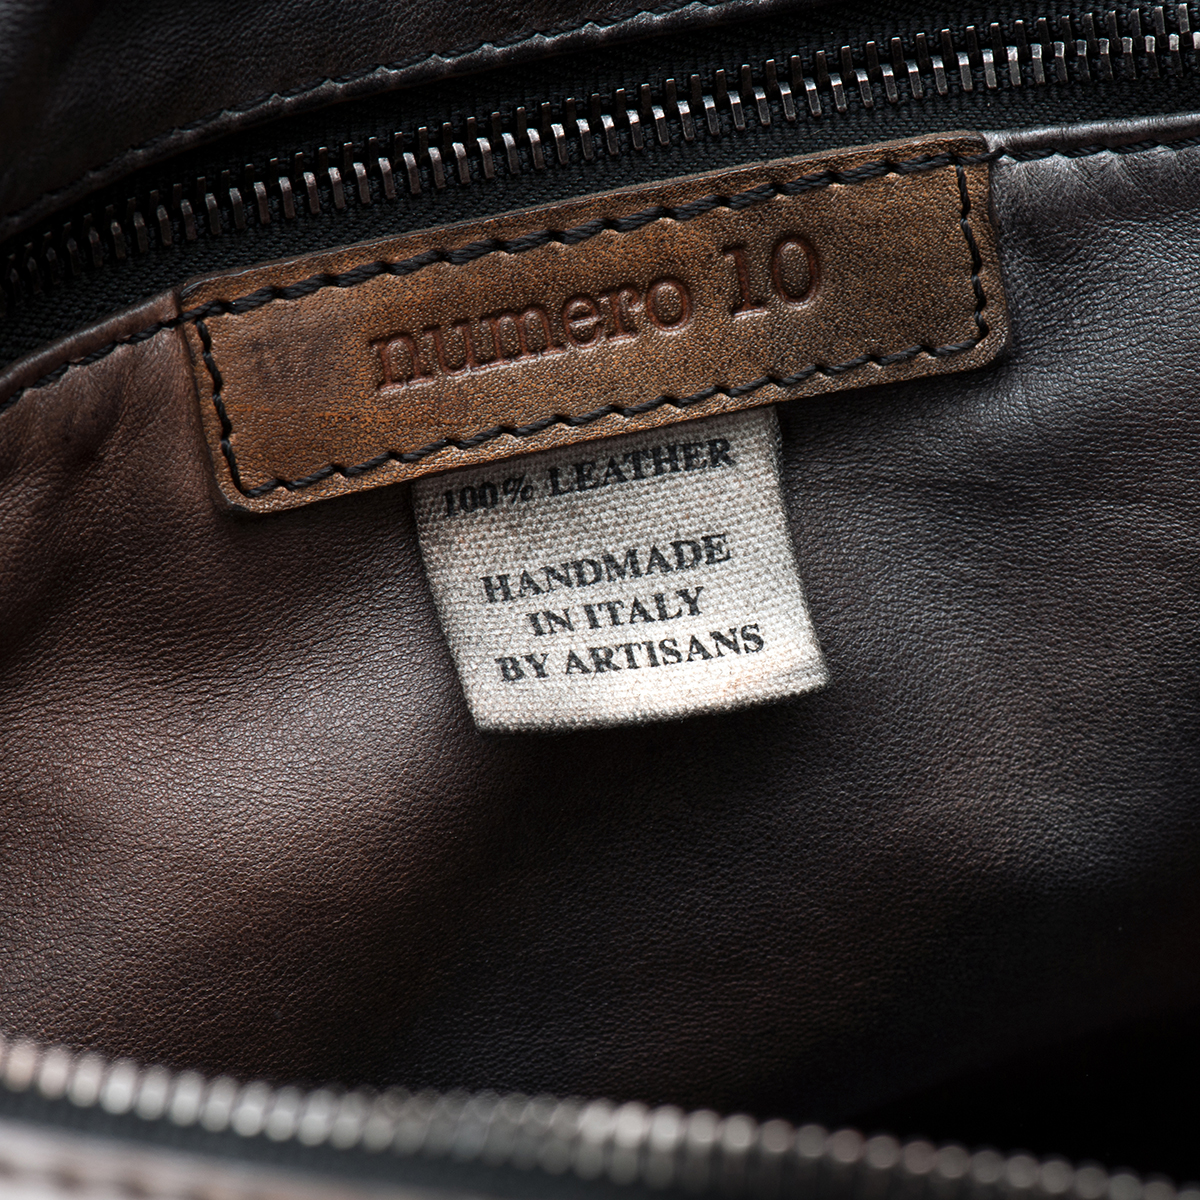 numero 10
100% LEATHER
HANDMADE
IN ITALY
BY ARTISANS